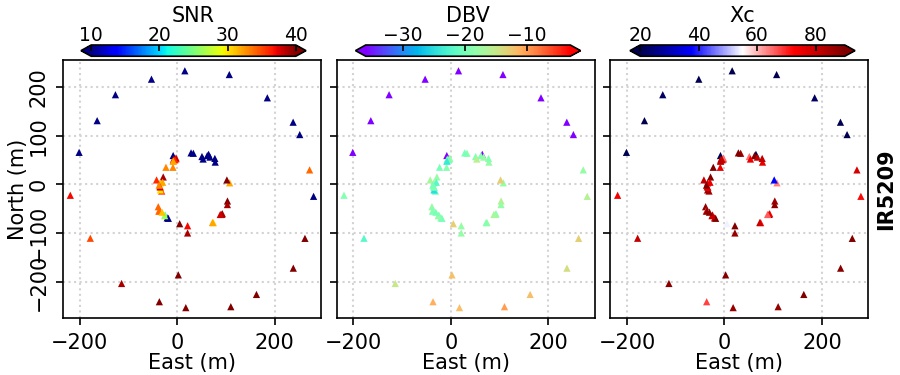 SNR DBV Xc
10 20 30 40 −30 −20 −10 20 40 60 80
200
100
0
−100
−200
North (m)
IR5209
−200 0 200 −200 0 200 −200 0 200
East (m) East (m) East (m)